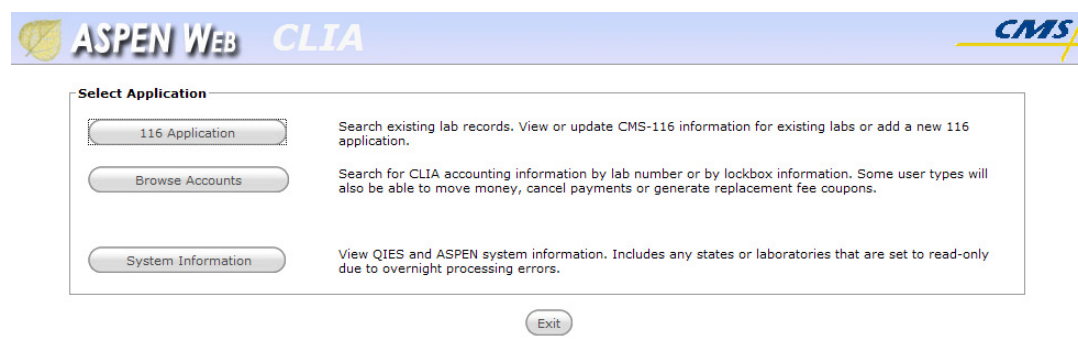 ASPEN WEB CLIA
CMS
Select Application
116 Application
Search existing lab records. View or update CMS-116 information for existing labs or add a new 116
application.
Browse Accounts
Search for CLIA accounting information by lab number or by lockbox information. Some user types will
also be able to move money, cancel payments or generate replacement fee coupons.
System Information
View QIES and ASPEN system information. Includes any states or laboratories that are set to read-only
due to overnight processing errors.
Exit